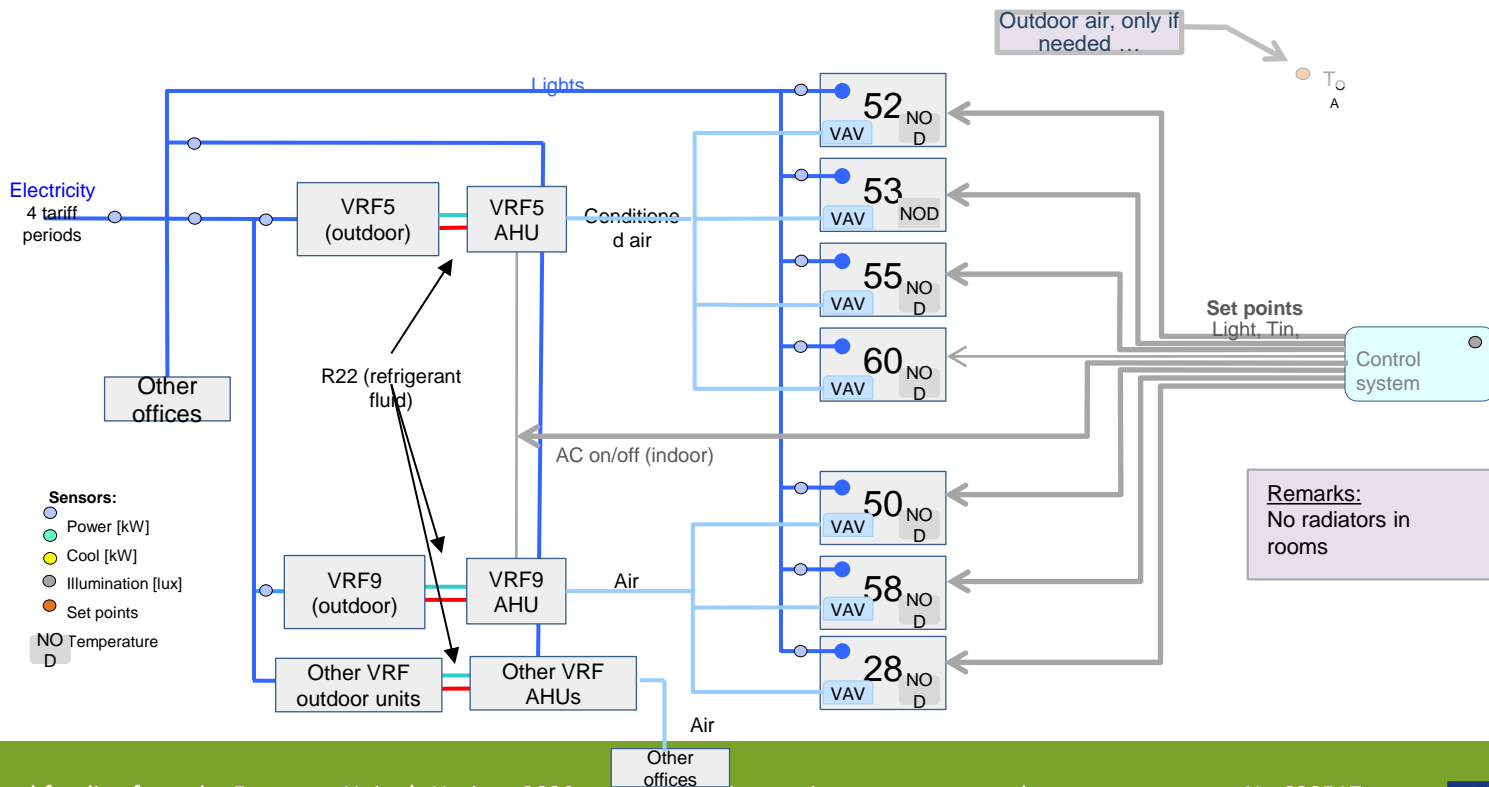 Outdoor air, only if
needed …
T
O
A
Lights
52
NO
D
VAV
53
NOD
VAV
55
NO
D
VAV
60
NO
D
VAV
Electricity
4 tariff
periods
VRF5
(outdoor)
VRF5
AHU
Conditione
d air
Set points
Light, Tin,
Control
system
R22 (refrigerant
fluid)
Other
offices
AC on/off (indoor)
50
NO
D
VAV
58
NO
D
VAV
28
NO
D
VAV
Remarks:
No radiators in
rooms
Sensors:
Power [kW]
Cool [kW]
Illumination [lux]
Set points
NO
D
Temperature
VRF9
(outdoor)
VRF9
AHU
Air
Other VRF
outdoor units
Other VRF
AHUs
Air
Other
offices